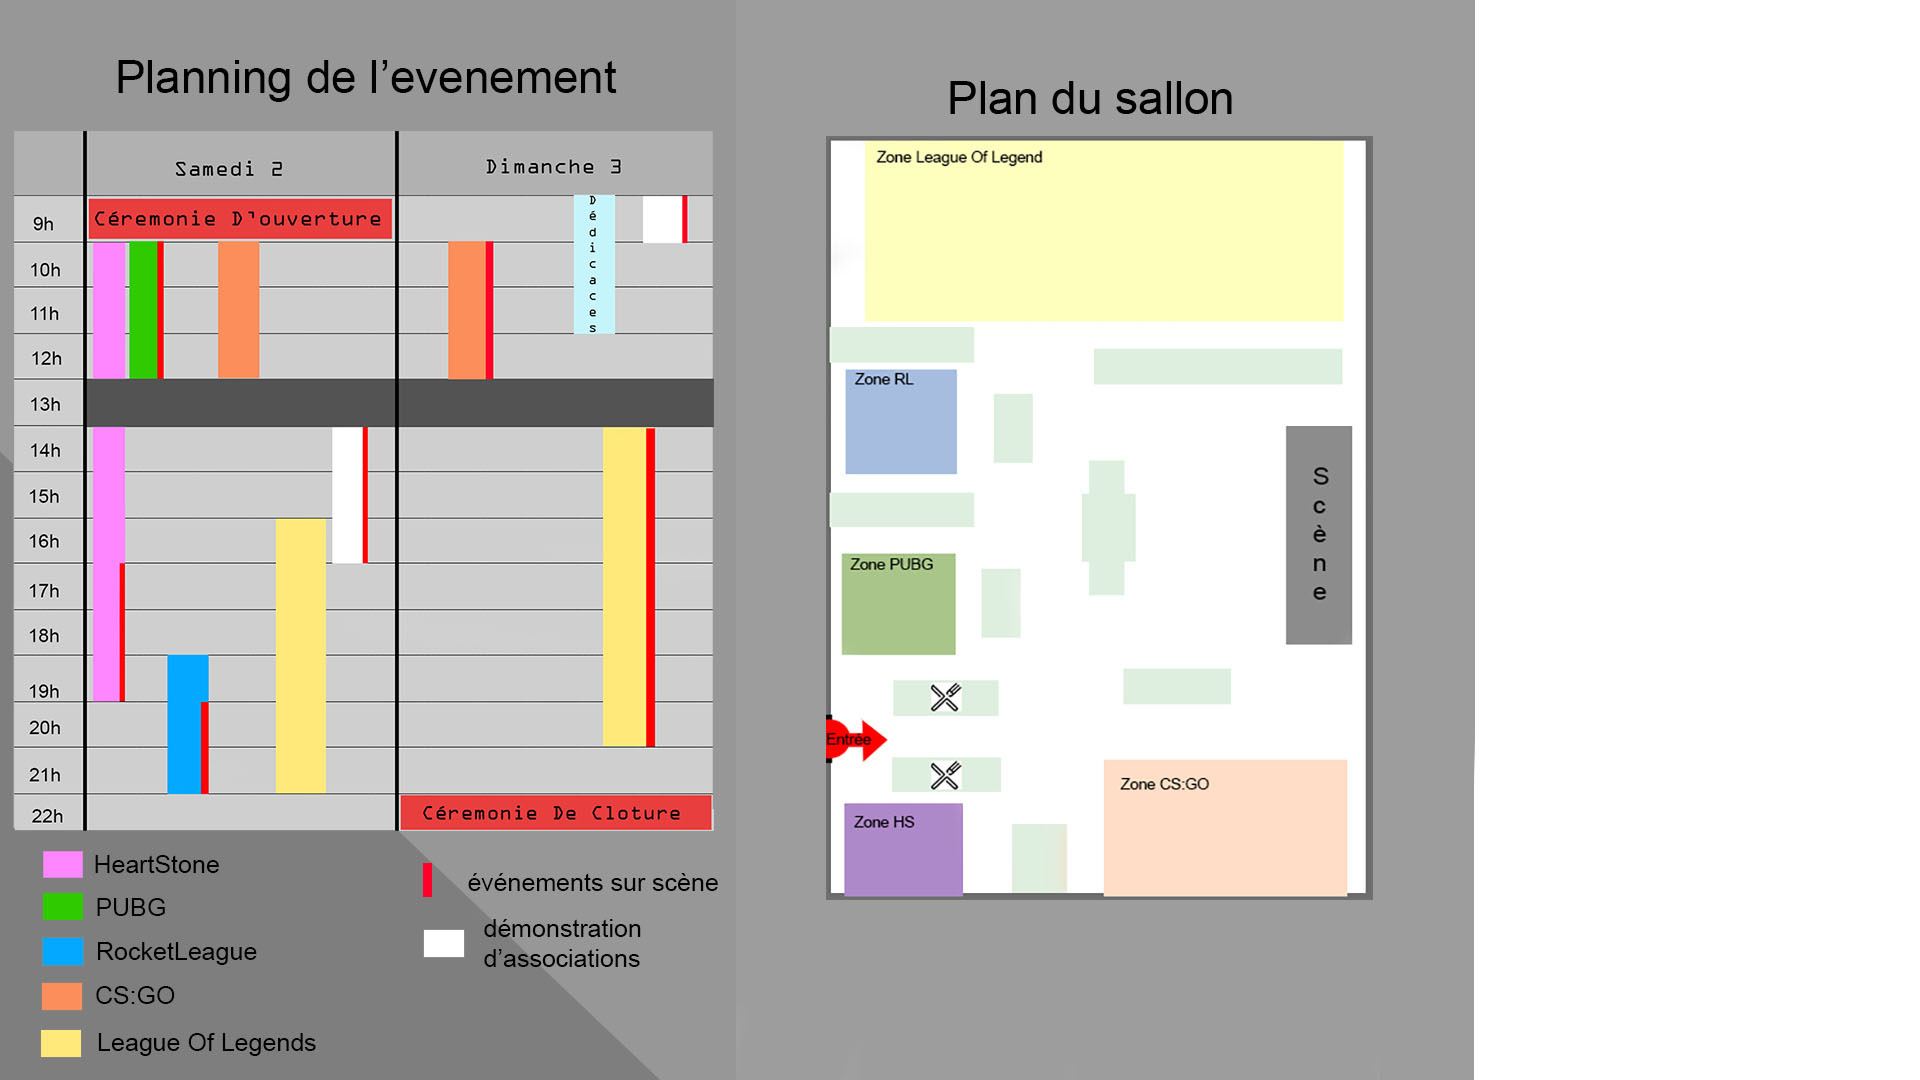 Planning de l’evenement
Samedi 2
Dimanche 3
9h
Céremonie D'ouverture
Dédicaces
10h
11h
12h
13h
14h
15h
16h
17h
18h
19h
20h
21h
22h
Céremonie De Cloture
HeartStone
PUBG
RocketLeague
CS:GO
League Of Legends
événements sur scène
démonstration
d’associations
Plan du sallon
Zone League Of Legend
Zone RL
Scène
Zone PUBG
Entrée
Zone CS:GO
Zone HS